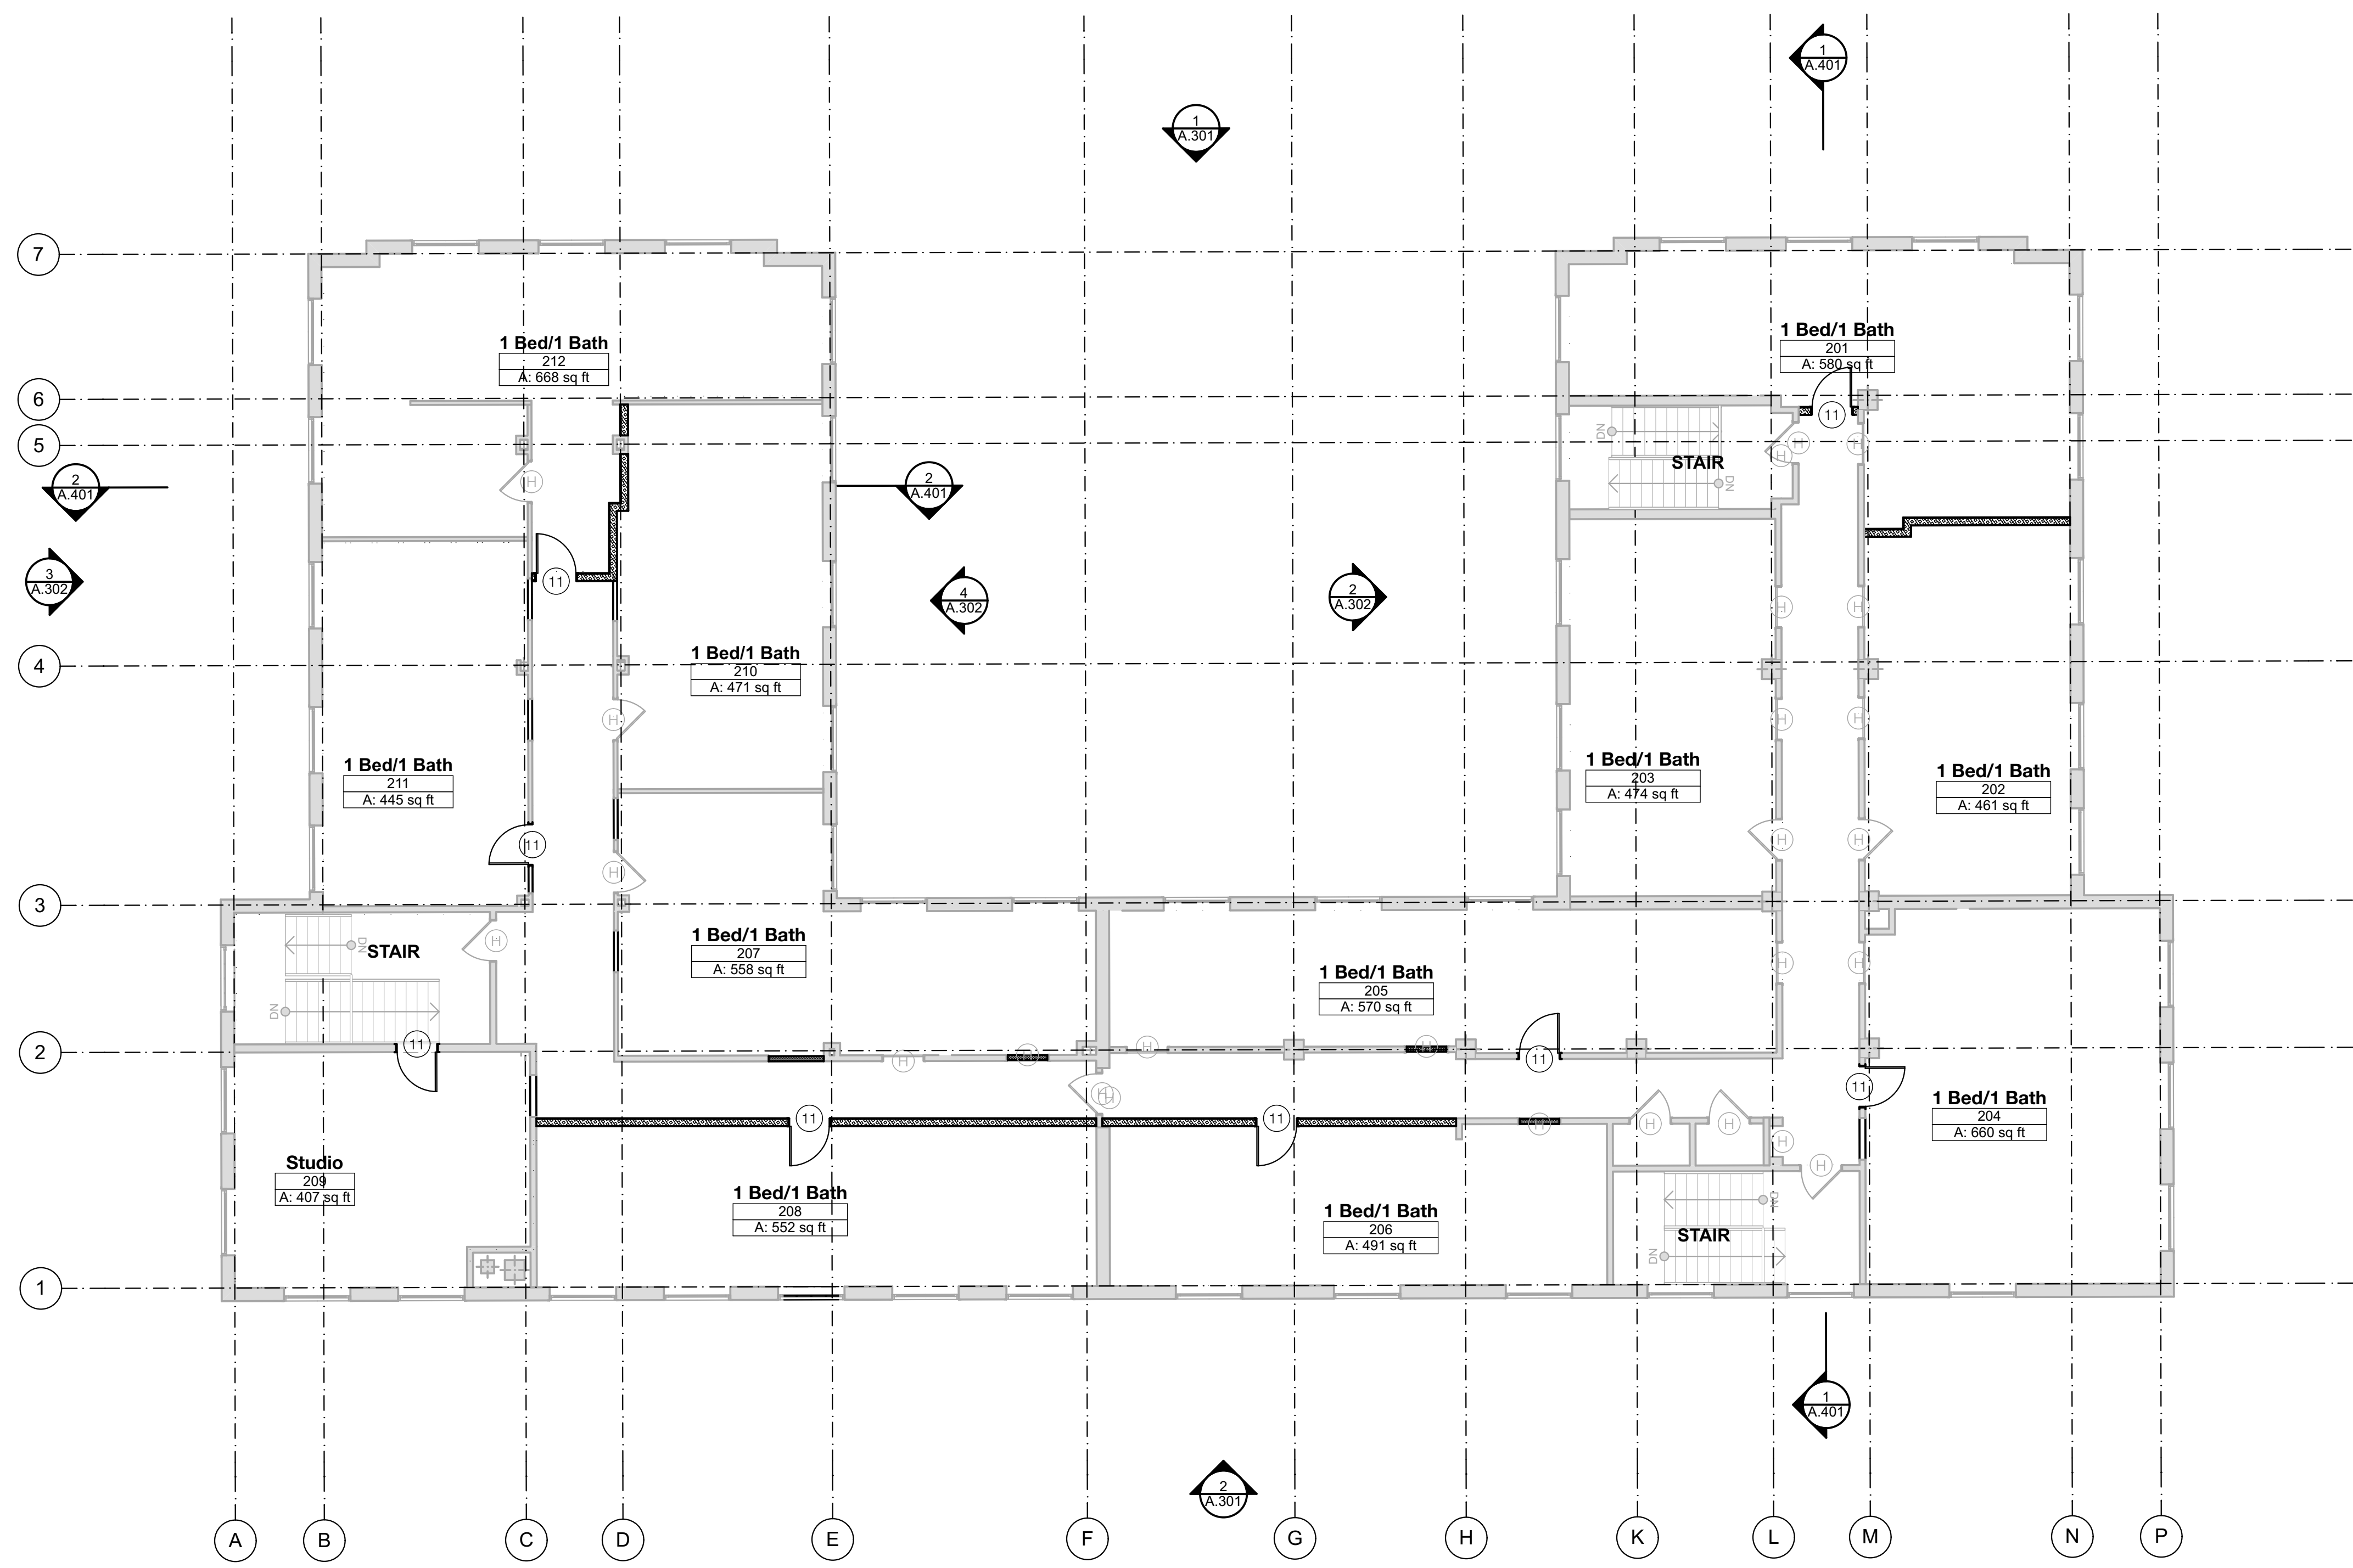 1
A.401
1
A.301
7
1 Bed/1 Bath
201
A: 580 sq ft
1 Bed/1 Bath
212
A: 668 sq ft
6
11
5
H
H
H
DN
STAIR
2
A.401
H
2
A.401
DN
3
A.302
11
4
A.302
2
A.302
H
H
4
1 Bed/1 Bath
210
A: 471 sq ft
H
H
H
1 Bed/1 Bath
211
A: 445 sq ft
1 Bed/1 Bath
203
A: 474 sq ft
1 Bed/1 Bath
202
A: 461 sq ft
11
H
H
H
3
H
DN
STAIR
1 Bed/1 Bath
207
A: 558 sq ft
1 Bed/1 Bath
205
A: 570 sq ft
H
H
DN
2
11
H
H
H
H
11
H
H
11
11
11
H
H
H
H
H
1 Bed/1 Bath
204
A: 660 sq ft
Studio
209
A: 407 sq ft
1 Bed/1 Bath
208
A: 552 sq ft
1 Bed/1 Bath
206
A: 491 sq ft
DN
STAIR
DN
1
1
A.401
2
A.301
A
B
C
D
E
F
G
H
K
L
M
N
P